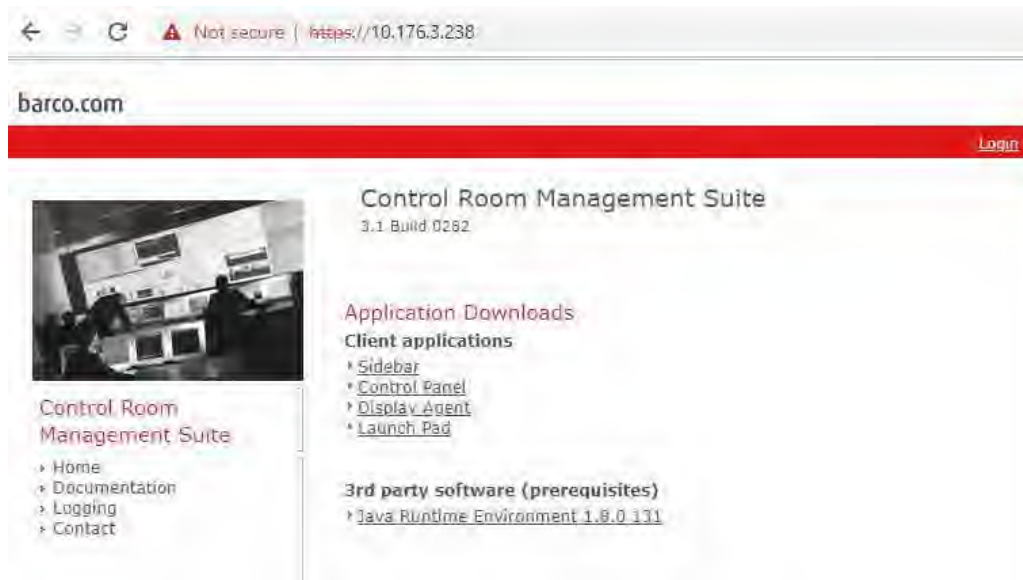 Not secure | https://10.176.3.238
barco.com
Login
Control Room Management Suite
3.1 Build 0282
Application Downloads
Client applications
Sidebar
Control Panel
Display Agent
Launch Pad
Control Room
Management Suite
Home
Documentation
Logging
Contact
3rd party software (prerequisites)
Java Runtime Environment 1.8.0 131